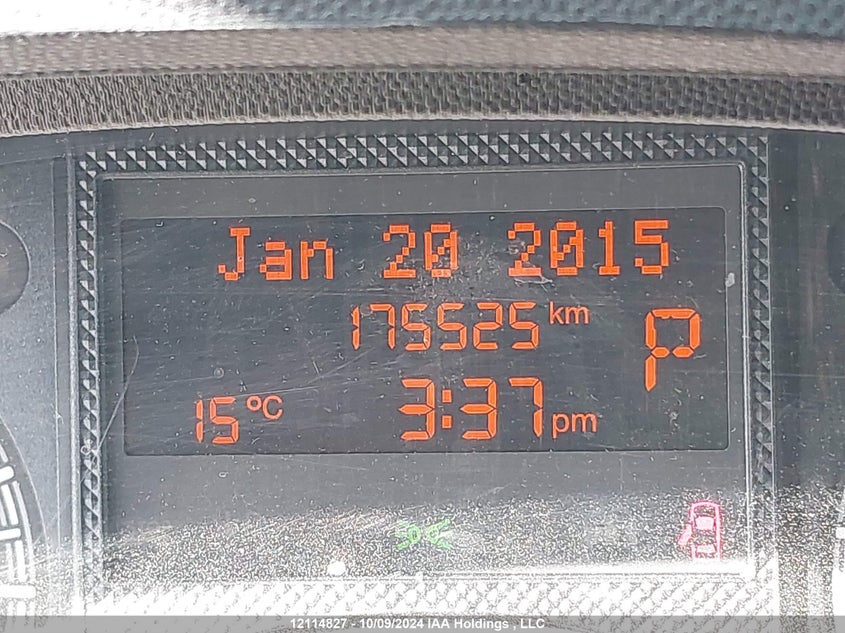 Jan 20 2015
175525 km
P
15°C 3:37 pm
12114827 - 10/09/2024 IAA Holdings , LLC